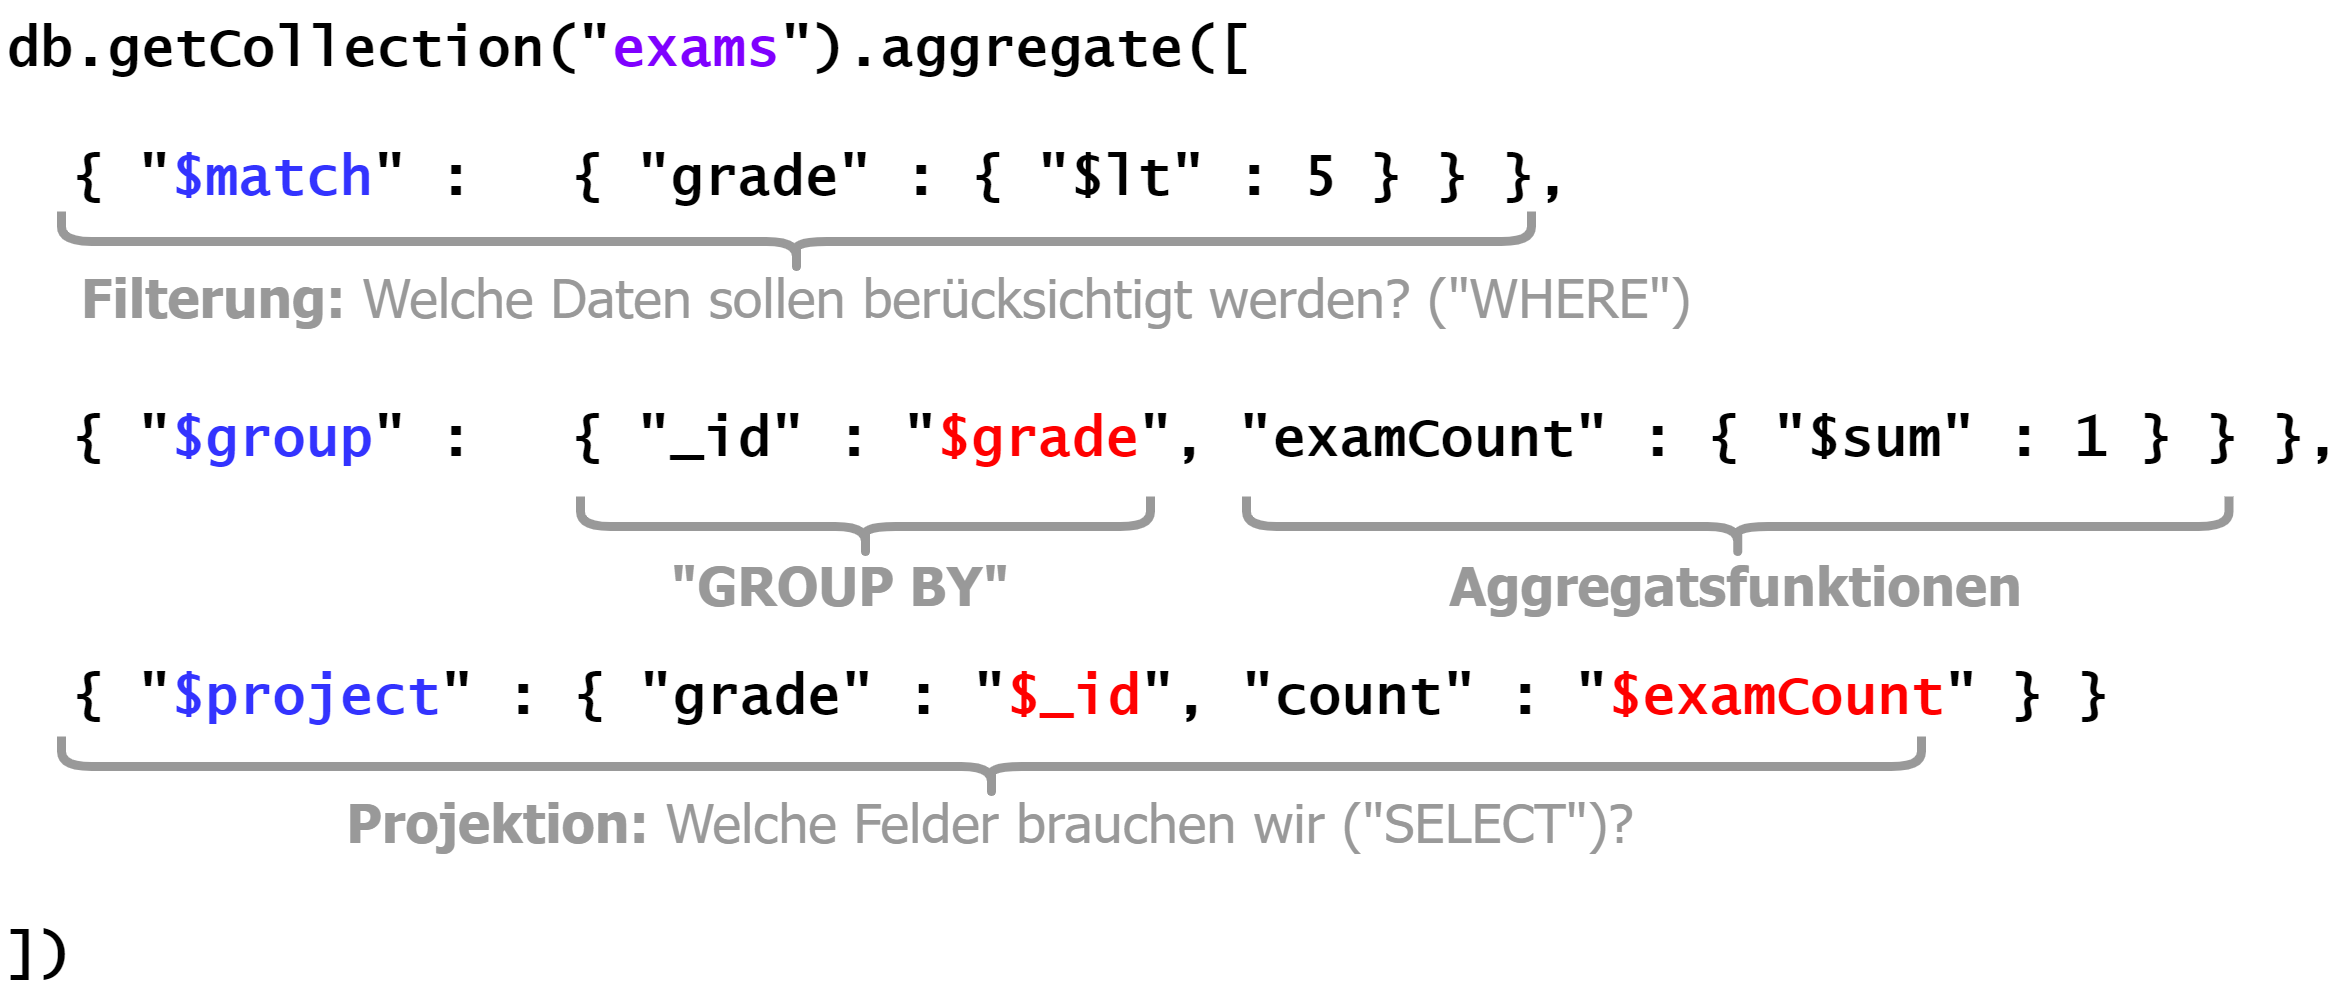 db.getCollection("exams").aggregate([
{ "$match" : { "grade" : { "$lt" : 5 } } },
Filterung: Welche Daten sollen berücksichtigt werden? ("WHERE")
{ "$group" : { "_id" : "$grade", "examCount" : { "$sum" : 1 } } },
"GROUP BY" Aggregatsfunktionen
{ "$project" : { "grade" : "$_id", "count" : "$examCount" } }
Projektion: Welche Felder brauchen wir ("SELECT")?
])